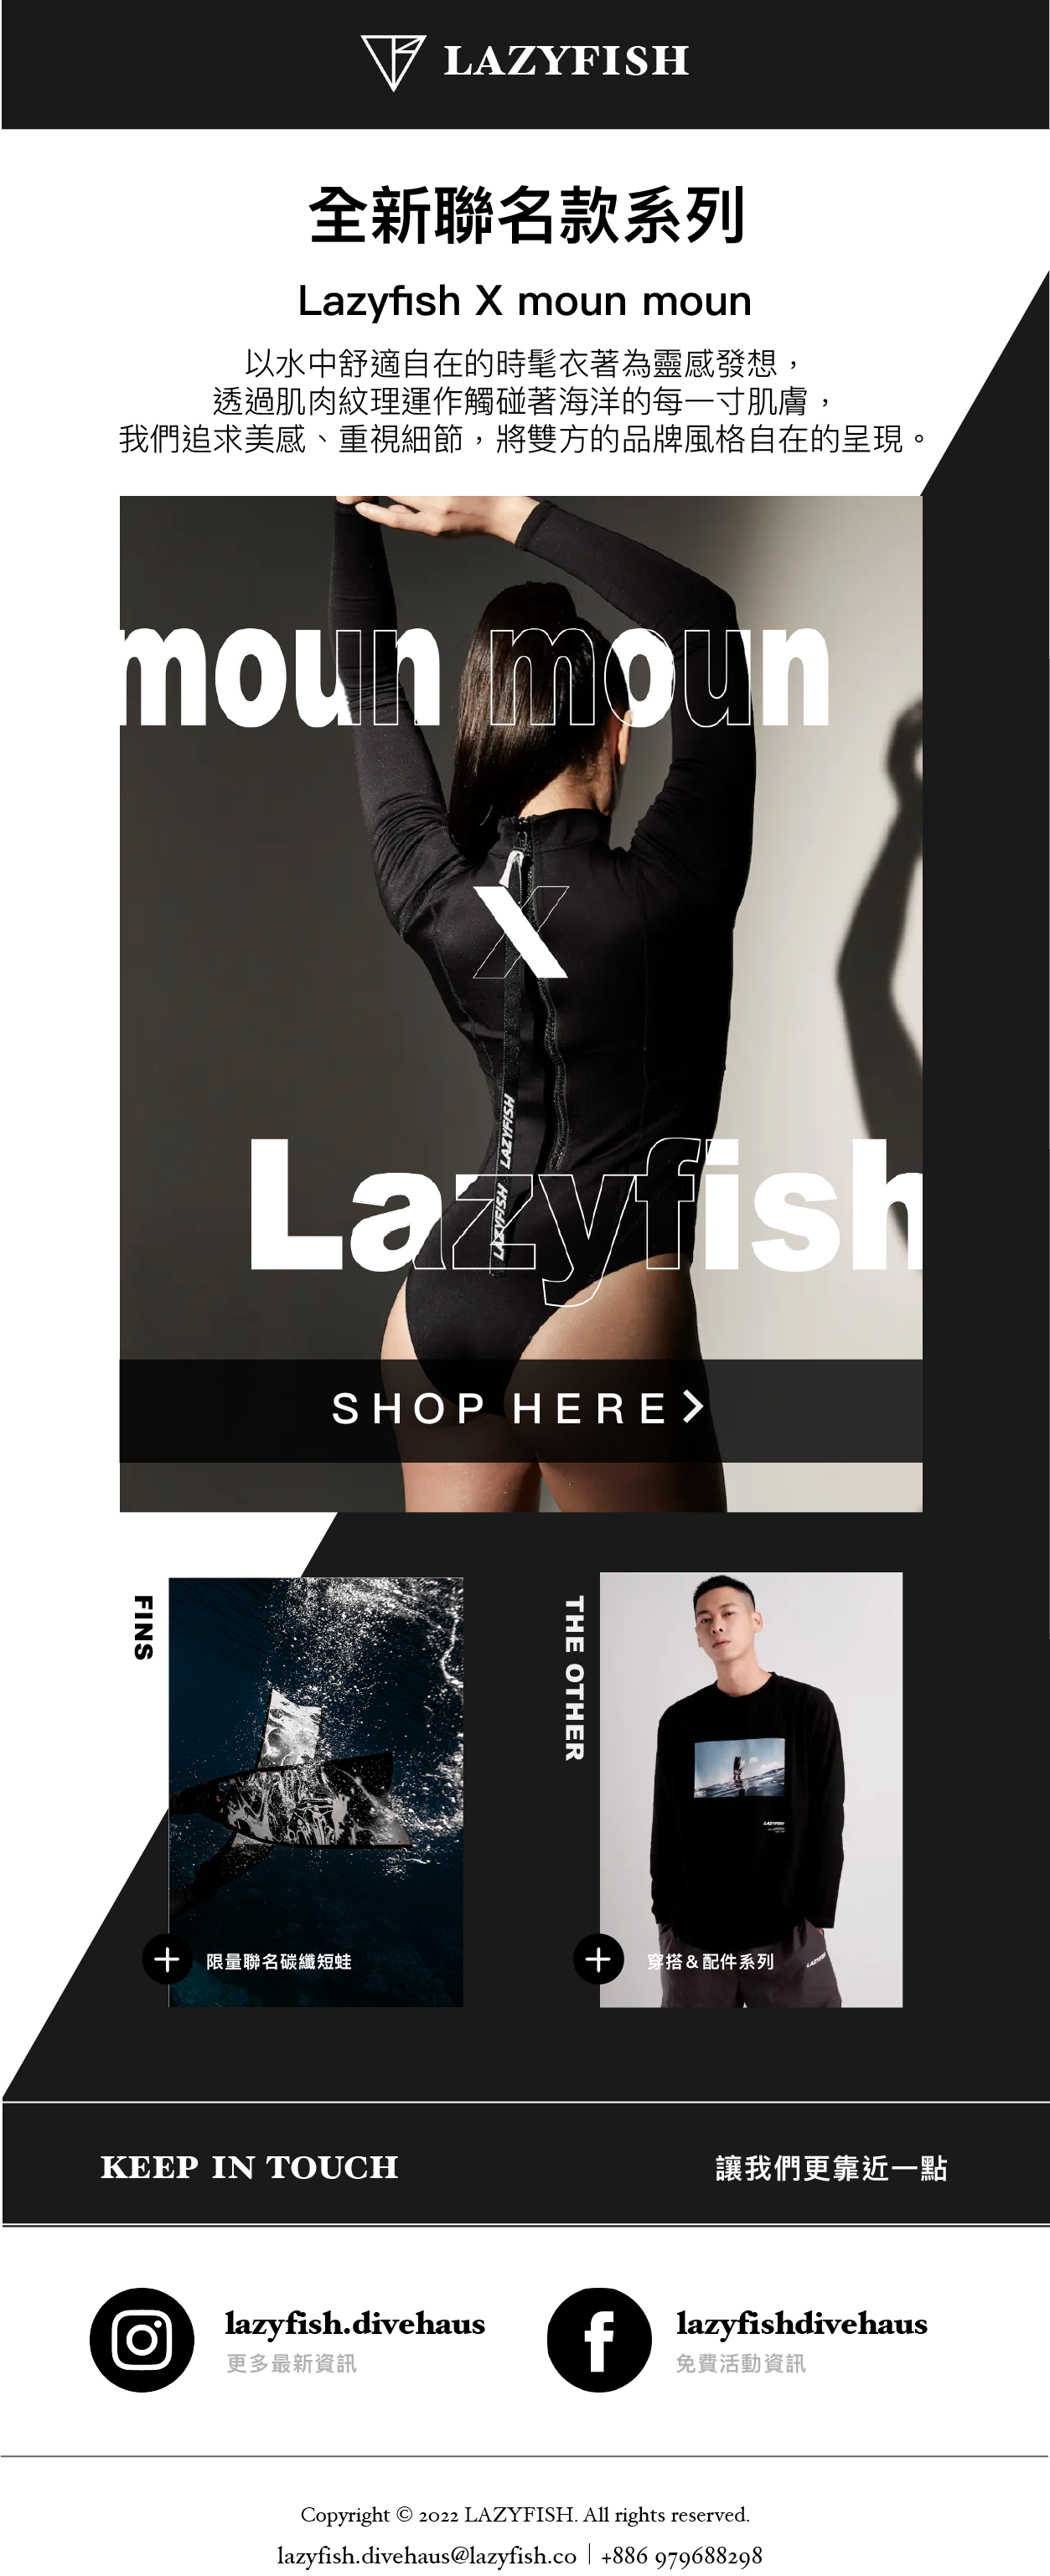 LAZYFISH
全新聯名款系列
Lazyfish X moun moun
以水中舒適自在的時髦衣著為靈感發想，
透過肌肉紋理運作觸碰著海洋的每一寸肌膚，
我們追求美感、重視細節，將雙方的品牌風格自在的呈現。
moun moun
X
LAZYFISH LAZYFISH
Lazyfish
SHOP HERE
FINS
限量聯名碳纖短蛙
THE OTHER
LAZYFISH
LAZYFISH
穿搭＆配件系列
KEEP IN TOUCH
讓我們更靠近一點
lazyfish.divehaus
更多最新資訊
lazyfishdivehaus
免費活動資訊
Copyright © 2022 LAZYFISH. All rights reserved.
lazyfish.divehaus@lazyfish.co | +886 979688298